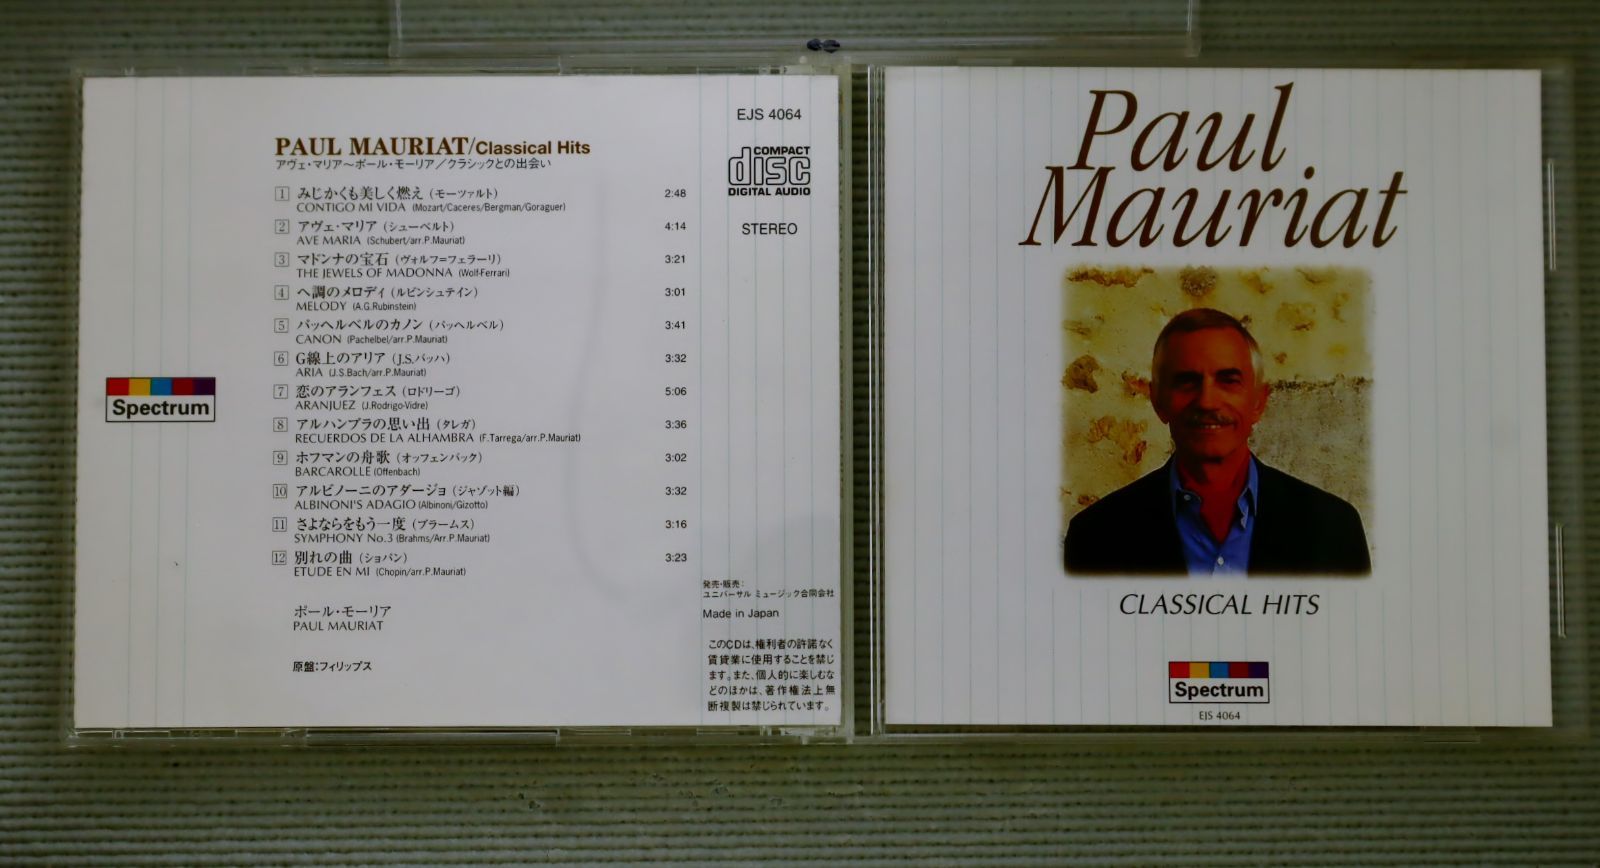 PAUL MAURIAT/Classical Hits
アヴェ・マリア～ポール・モーリア／クラシックとの出会い
1 みじかくも美しく燃え (モーツァルト) 2:48
CONTIGO MI VIDA (Mozart/Caceres/Bergman/Goraguer)
2 アヴェ・マリア (シューベルト) 4:14
AVE MARIA (Schubert/arr.P.Mauriat)
3 マドンナの宝石 (ヴォルフ=フェラーリ) 3:21
THE JEWELS OF MADONNA (Wolf-Ferrari)
4 ヘ調のメロディ (ルビンシュテイン) 3:01
MELODY (A.G.Rubinstein)
5 パッヘルベルのカノン (パッヘルベル) 3:41
CANON (Pachelbel/arr.P.Mauriat)
6 G線上のアリア (J.S.バッハ) 3:32
ARIA (J.S.Bach/arr.P.Mauriat)
7 恋のアランフェス (ロドリーゴ) 5:06
ARANJUEZ (J.Rodrigo-Vidre)
8 アルハンブラの思い出 (タレガ) 3:36
RECUERDOS DE LA ALHAMBRA (F.Tarrega/arr.P.Mauriat)
9 ホフマンの舟歌 (オッフェンバック) 3:02
BARCAROLLE (Offenbach)
10 アルビノーニのアダージョ (ジャゾット編) 3:32
ALBINONI'S ADAGIO (Albinoni/Gizotto)
11 さよならをもう一度 (ブラームス) 3:16
SYMPHONY No.3 (Brahms/Arr.P.Mauriat)
12 別れの曲 (ショパン) 3:23
ETUDE EN MI (Chopin/arr.P.Mauriat)
ポール・モーリア
PAUL MAURIAT
原盤:フィリップス
Spectrum
EJS 4064
COMPACT
disc
DIGITAL AUDIO
STEREO
発売・販売:
ユニバーサル ミュージック合同会社
Made in Japan
このCDは、権利者の許諾なく
賃貸業に使用することを禁じ
ます。また、個人的に楽しむな
どのほかは、著作権法上無
断複製は禁じられています。
Paul
Mauriat
CLASSICAL HITS
Spectrum
EJS 4064